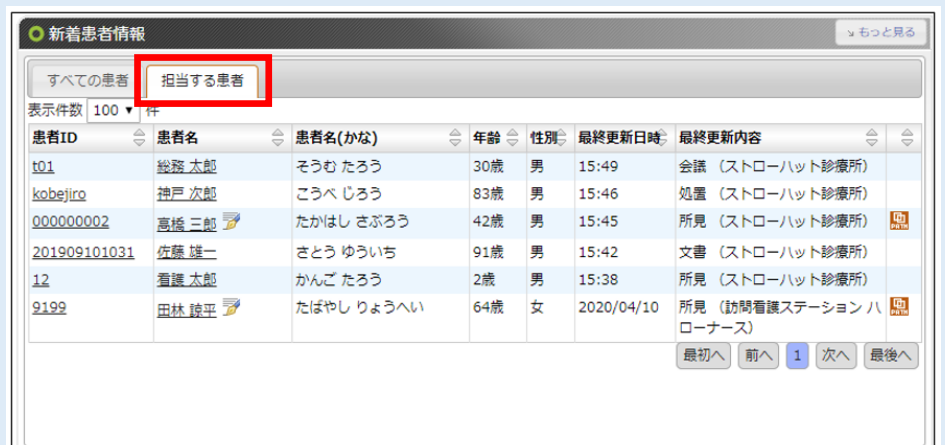 新着患者情報 もっと見る
すべての患者 担当する患者
表示件数 100 件
患者ID 患者名 患者名(かな) 年齢 性別 最終更新日時 最終更新内容
t01 総務 太郎 そうむ たろう 30歳 男 15:49 会議 （ストローハット診療所）
kobejiro 神戸 次郎 こうべ じろう 83歳 男 15:46 処置 （ストローハット診療所）
000000002 高橋 三郎 たかはし さぶろう 42歳 男 15:45 所見 （ストローハット診療所） PATH
201909101031 佐藤 雄一 さとう ゆういち 91歳 男 15:42 文書 （ストローハット診療所）
12 看護 太郎 かんご たろう 2歳 男 15:38 所見 （ストローハット診療所）
9199 田林 諒平 たばやし りょうへい 64歳 女 2020/04/10 所見 （訪問看護ステーション ハ PATH
ローナース）
最初へ 前へ 1 次へ 最後へ